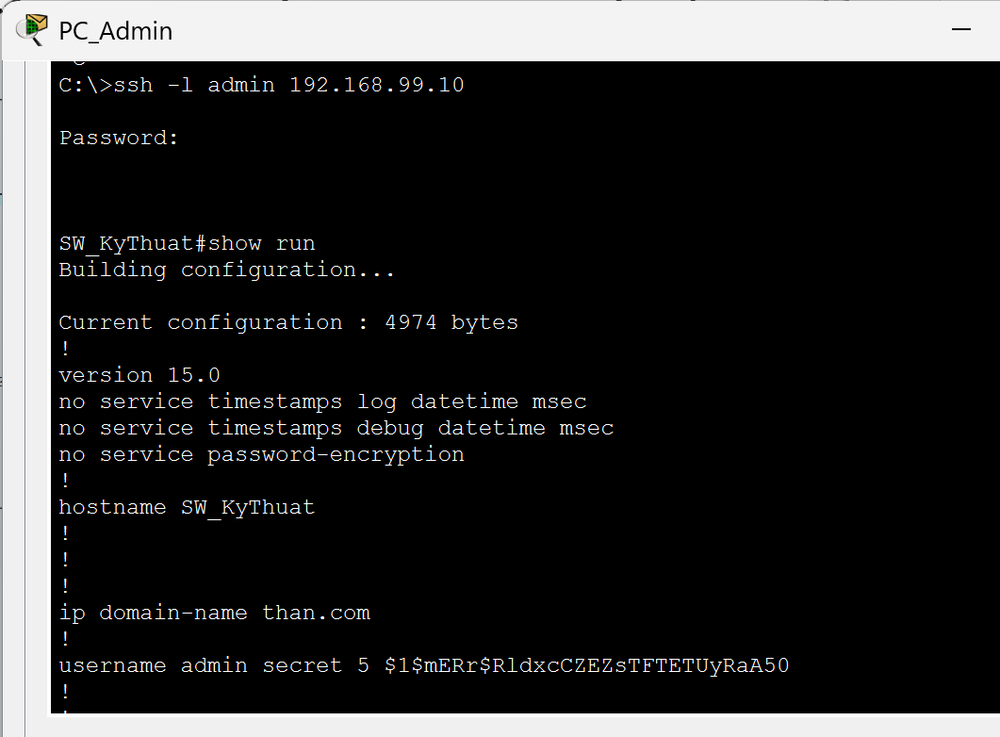 PC_Admin
C:\>ssh -l admin 192.168.99.10
Password:
SW_KyThuat#show run
Building configuration...
Current configuration : 4974 bytes
!
version 15.0
no service timestamps log datetime msec
no service timestamps debug datetime msec
no service password-encryption
!
hostname SW_KyThuat
!
!
!
ip domain-name than.com
!
username admin secret 5 $1$mERr$RldxcCZEZsTFTETUyRaA50
!